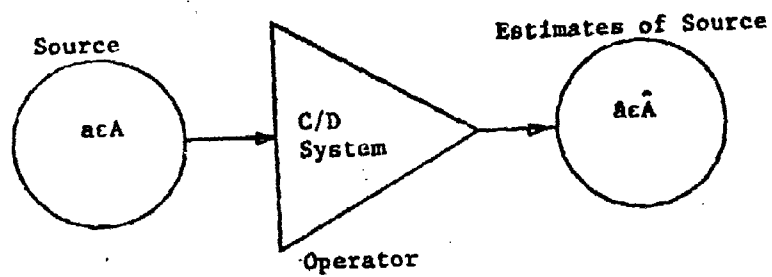 Source
Estimates of Source
aεA
C/D
System
âεÂ
Operator